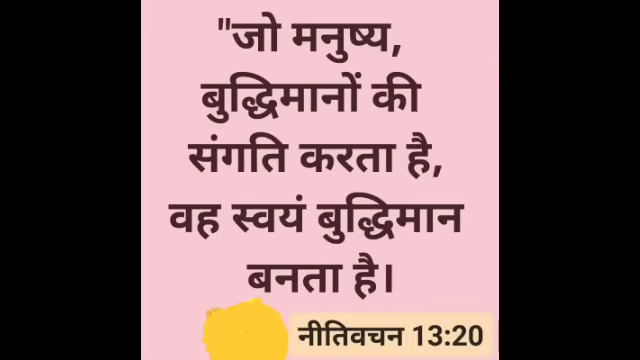 "जो मनुष्य,
बुद्धिमानों की
संगति करता है,
वह स्वयं बुद्धिमान
बनता है।
नीतिवचन 13:20